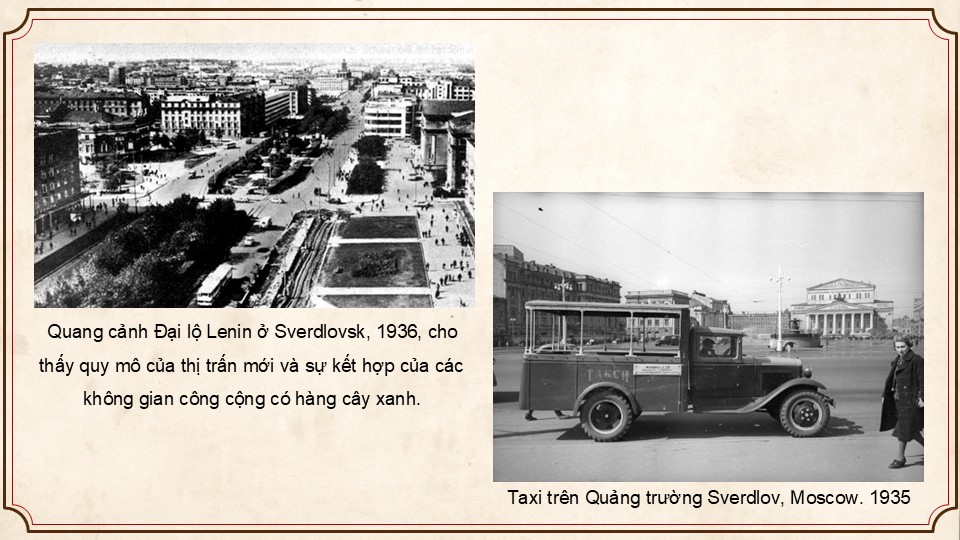 Quang cảnh Đại lộ Lenin ở Sverdlovsk, 1936, cho
thấy quy mô của thị trấn mới và sự kết hợp của các
không gian công cộng có hàng cây xanh.
ТАКСИ
Taxi trên Quảng trường Sverdlov, Moscow. 1935